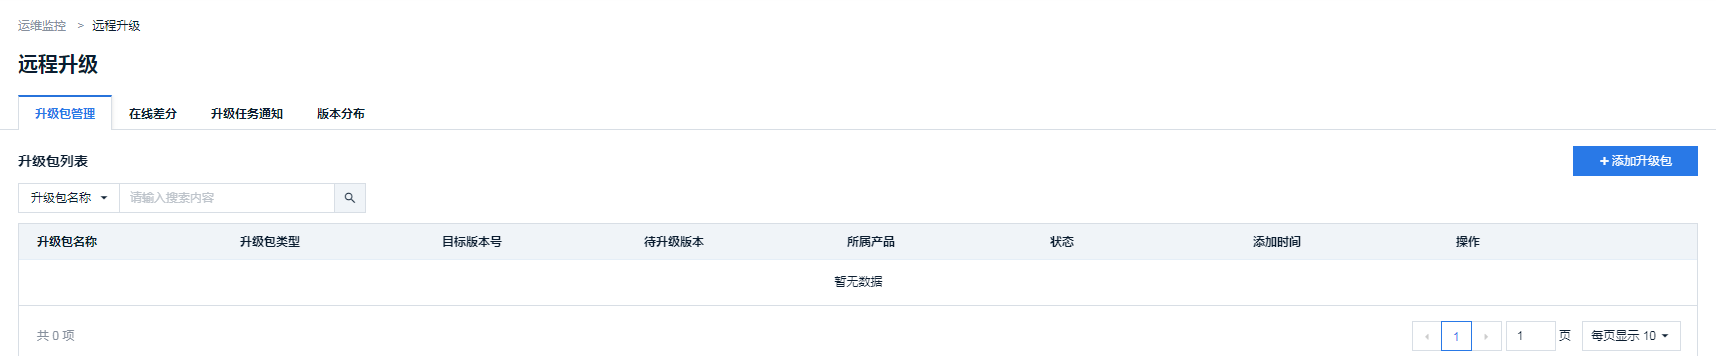 运维监控 > 远程升级
远程升级
升级包管理 在线差分 升级任务通知 版本分布
升级包列表
+ 添加升级包
升级包名称 请输入搜索内容
升级包名称 升级包类型 目标版本号 待升级版本 所属产品 状态 添加时间 操作
暂无数据
共 0 项 1 1 页 每页显示 10